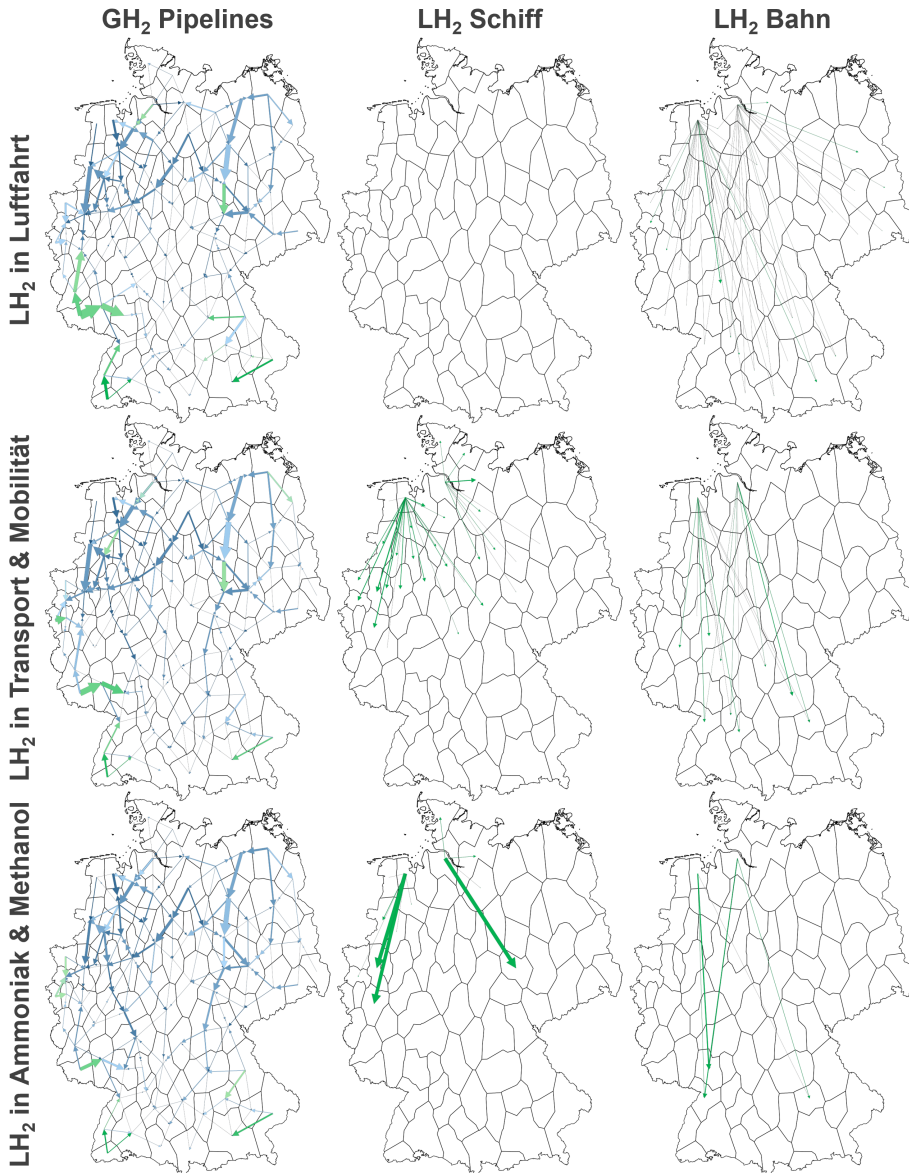 GH₂ Pipelines
LH₂ Schiff
LH₂ Bahn
LH₂ in Luftfahrt
LH₂ in Transport & Mobilität
LH₂ in Ammoniak & Methanol